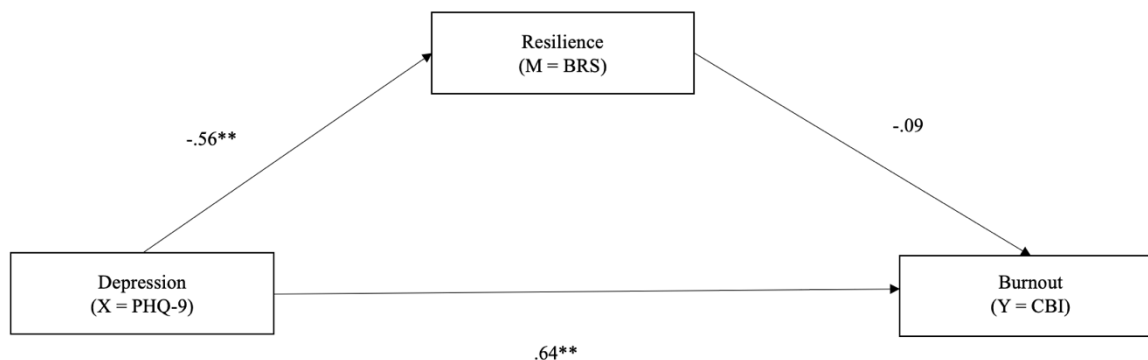 Resilience
(M = BRS)
-.56**
-.09
Depression
(X = PHQ-9)
Burnout
(Y = CBI)
.64**